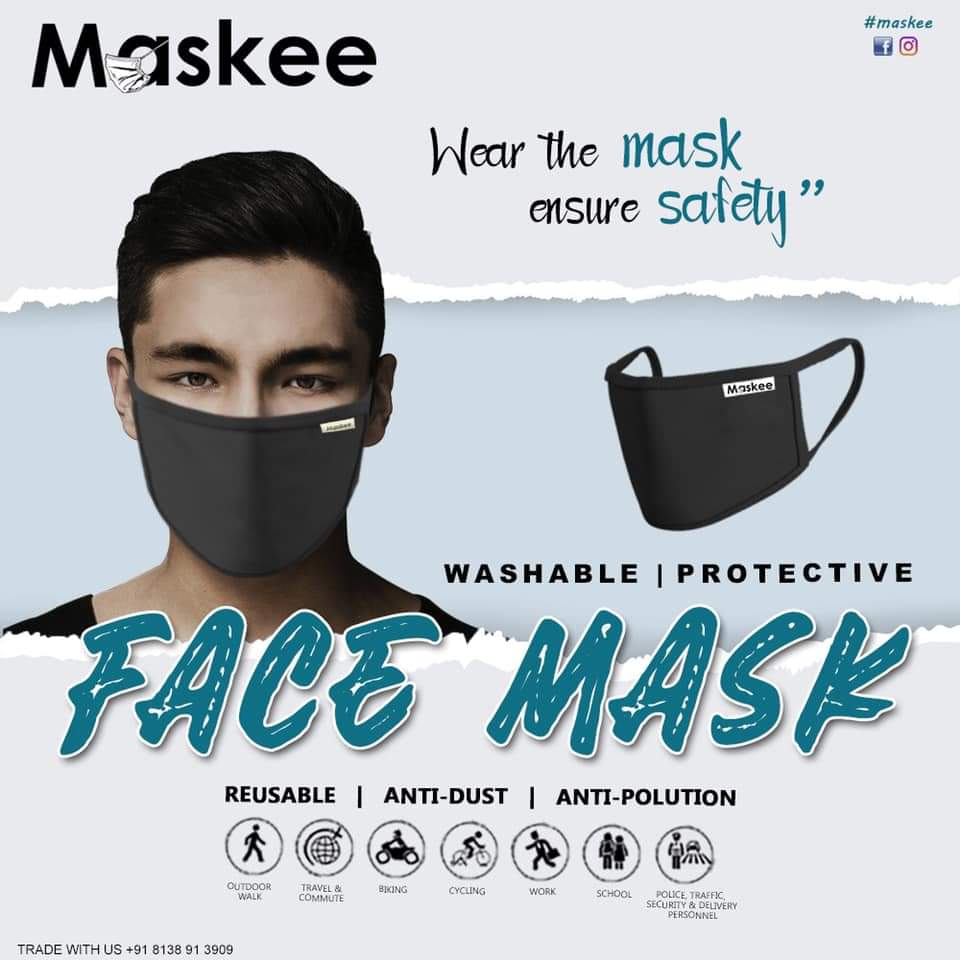 Maskee
#maskee
Wear the mask
ensure safety”
Maskee
Maskee
WASHABLE | PROTECTIVE
FACE MASK
REUSABLE | ANTI-DUST | ANTI-POLUTION
OUTDOOR
WALK
TRAVEL &
COMMUTE
BIKING
CYCLING
WORK
SCHOOL
POLICE, TRAFFIC,
SECURITY & DELIVERY
PERSONNEL
TRADE WITH US +91 8138 91 3909